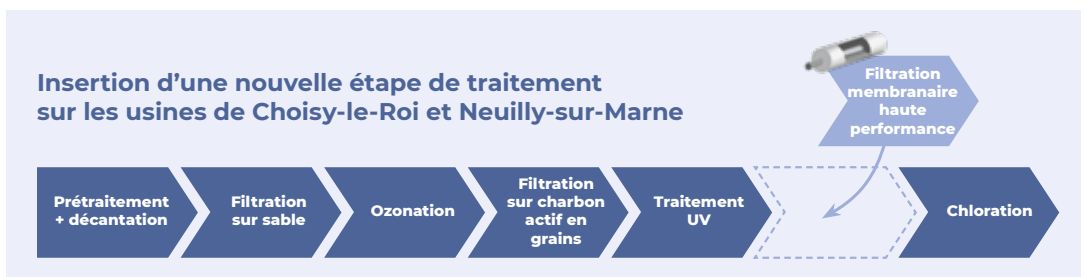 Insertion d’une nouvelle étape de traitement
sur les usines de Choisy-le-Roi et Neuilly-sur-Marne
Filtration
membranaire
haute
performance
Prétraitement
+ décantation
Filtration
sur sable
Ozonation
Filtration
sur charbon
actif en
grains
Traitement
UV
Chloration